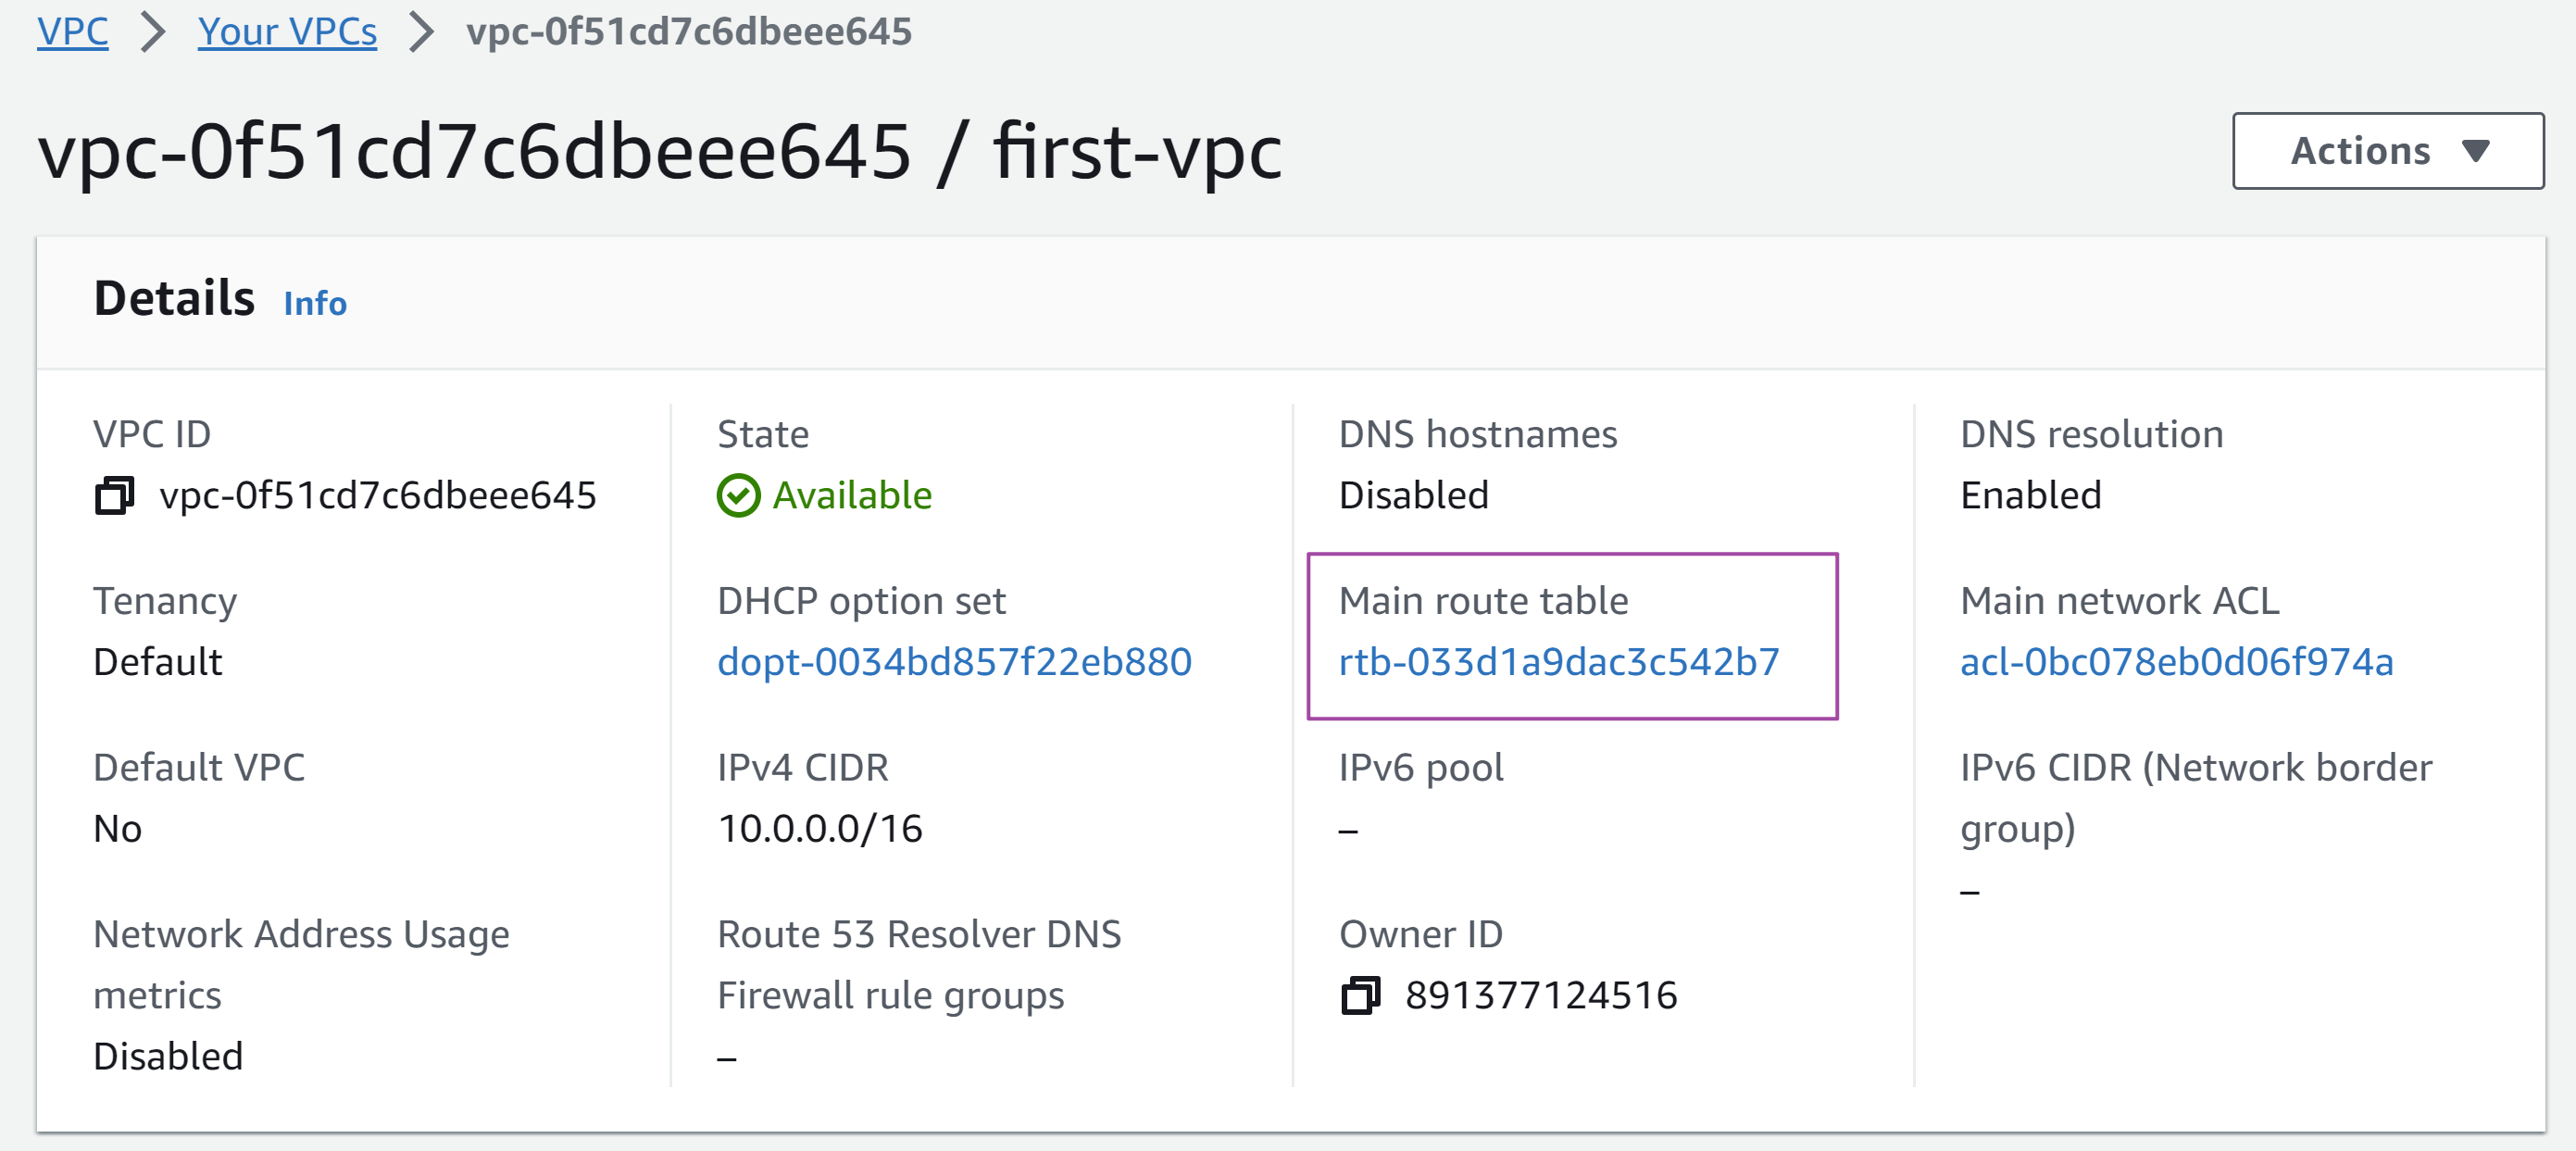 VPC > Your VPCs > vpc-0f51cd7c6dbeee645
vpc-0f51cd7c6dbeee645 / first-vpc
Actions
Details Info
VPC ID
vpc-0f51cd7c6dbeee645
State
Available
DNS hostnames
Disabled
DNS resolution
Enabled
Tenancy
Default
DHCP option set
dopt-0034bd857f22eb880
Main route table
rtb-033d1a9dac3c542b7
Main network ACL
acl-0bc078eb0d06f974a
Default VPC
No
IPv4 CIDR
10.0.0.0/16
IPv6 pool
–
IPv6 CIDR (Network border
group)
–
Network Address Usage
metrics
Disabled
Route 53 Resolver DNS
Firewall rule groups
–
Owner ID
891377124516